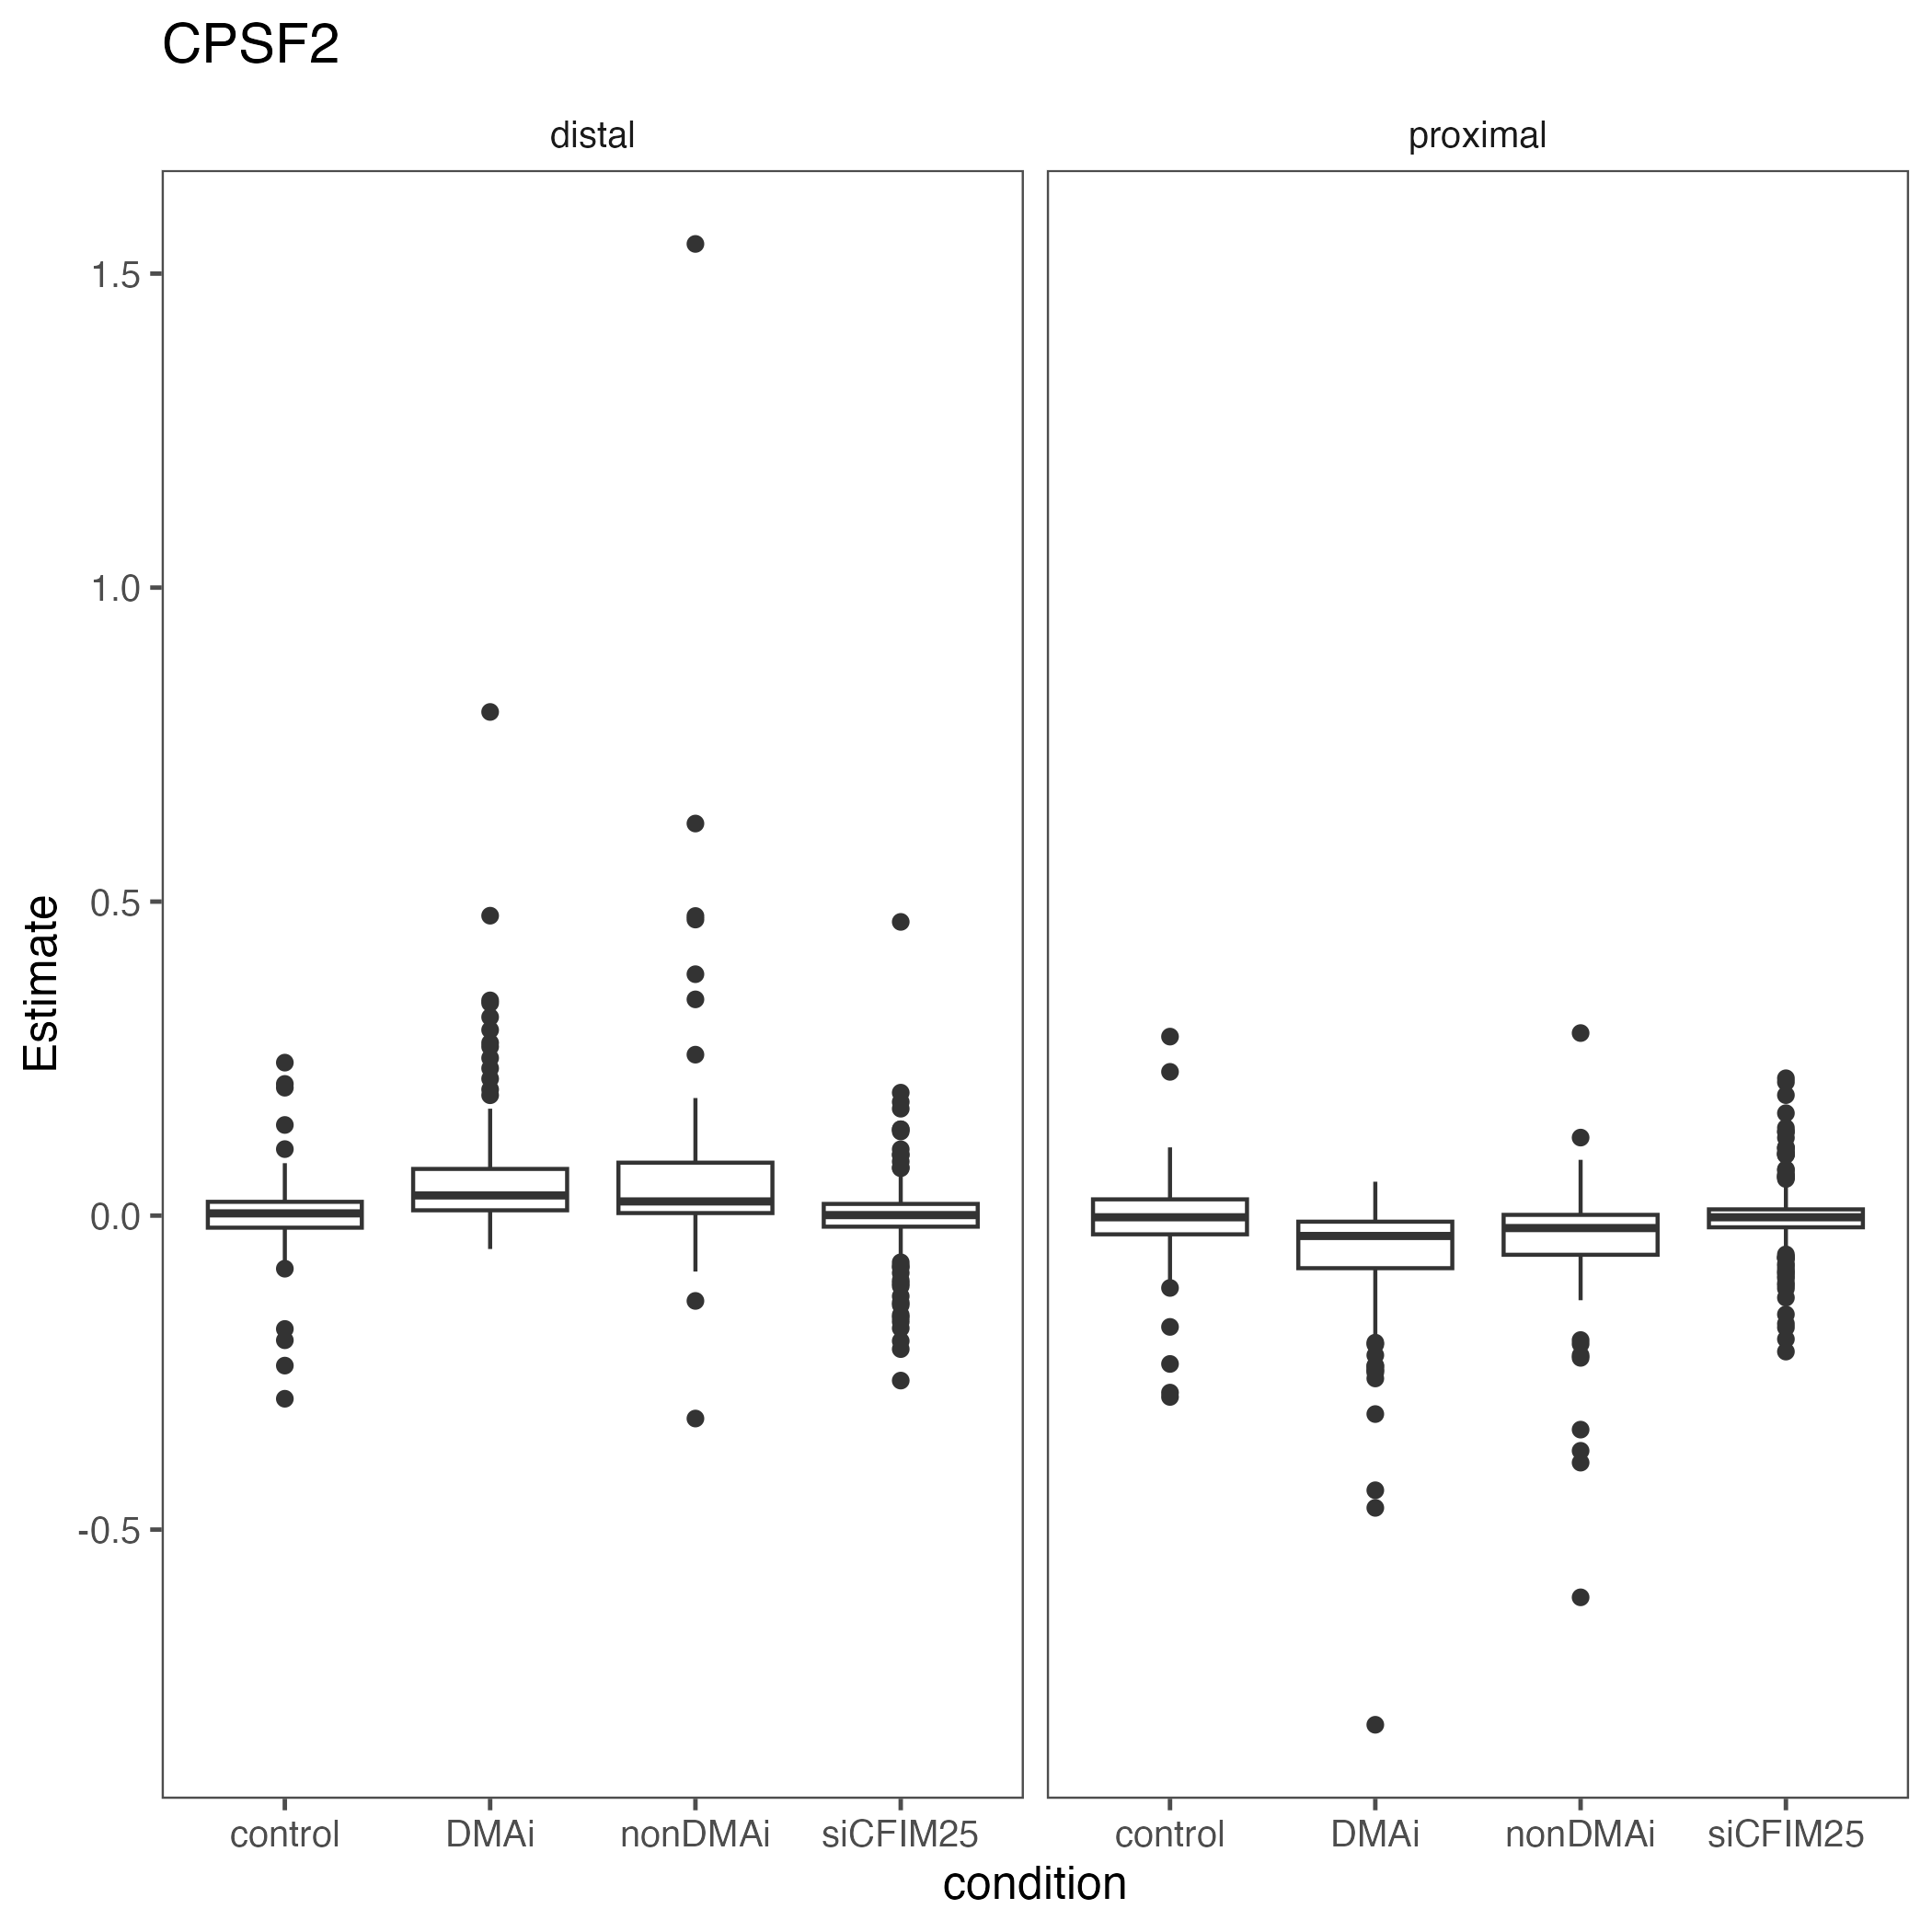 CPSF2
distal
proximal
1.5
1.0
0.5
0.0
-0.5
Estimate
control DMAi nonDMAi siCFIM25
control DMAi nonDMAi siCFIM25
condition